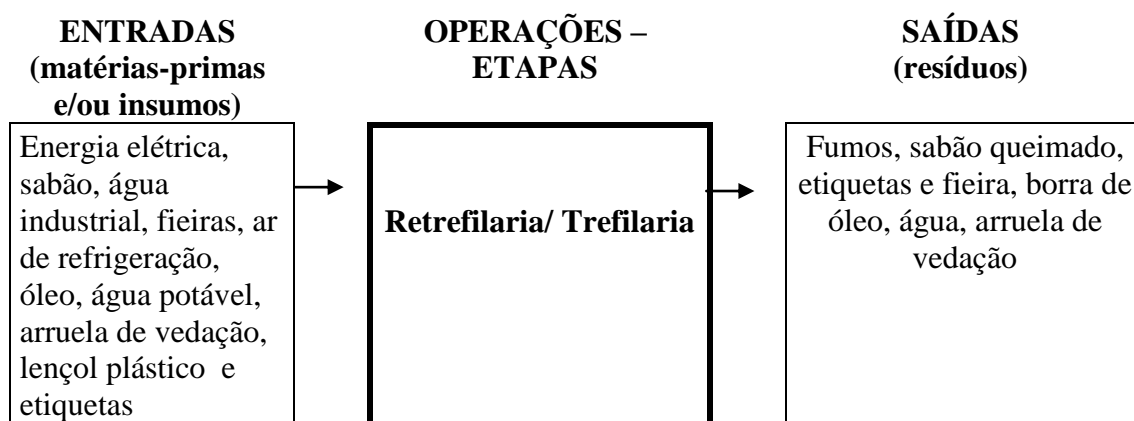 ENTRADAS
(matérias-primas
e/ou insumos)
OPERAÇÕES –
ETAPAS
SAÍDAS
(resíduos)
Energia elétrica,
sabão, água
industrial, fieiras, ar
de refrigeração,
óleo, água potável,
arruela de vedação,
lençol plástico e
etiquetas
Retrefilaria/ Trefilaria
Fumos, sabão queimado,
etiquetas e fieira, borra de
óleo, água, arruela de
vedação